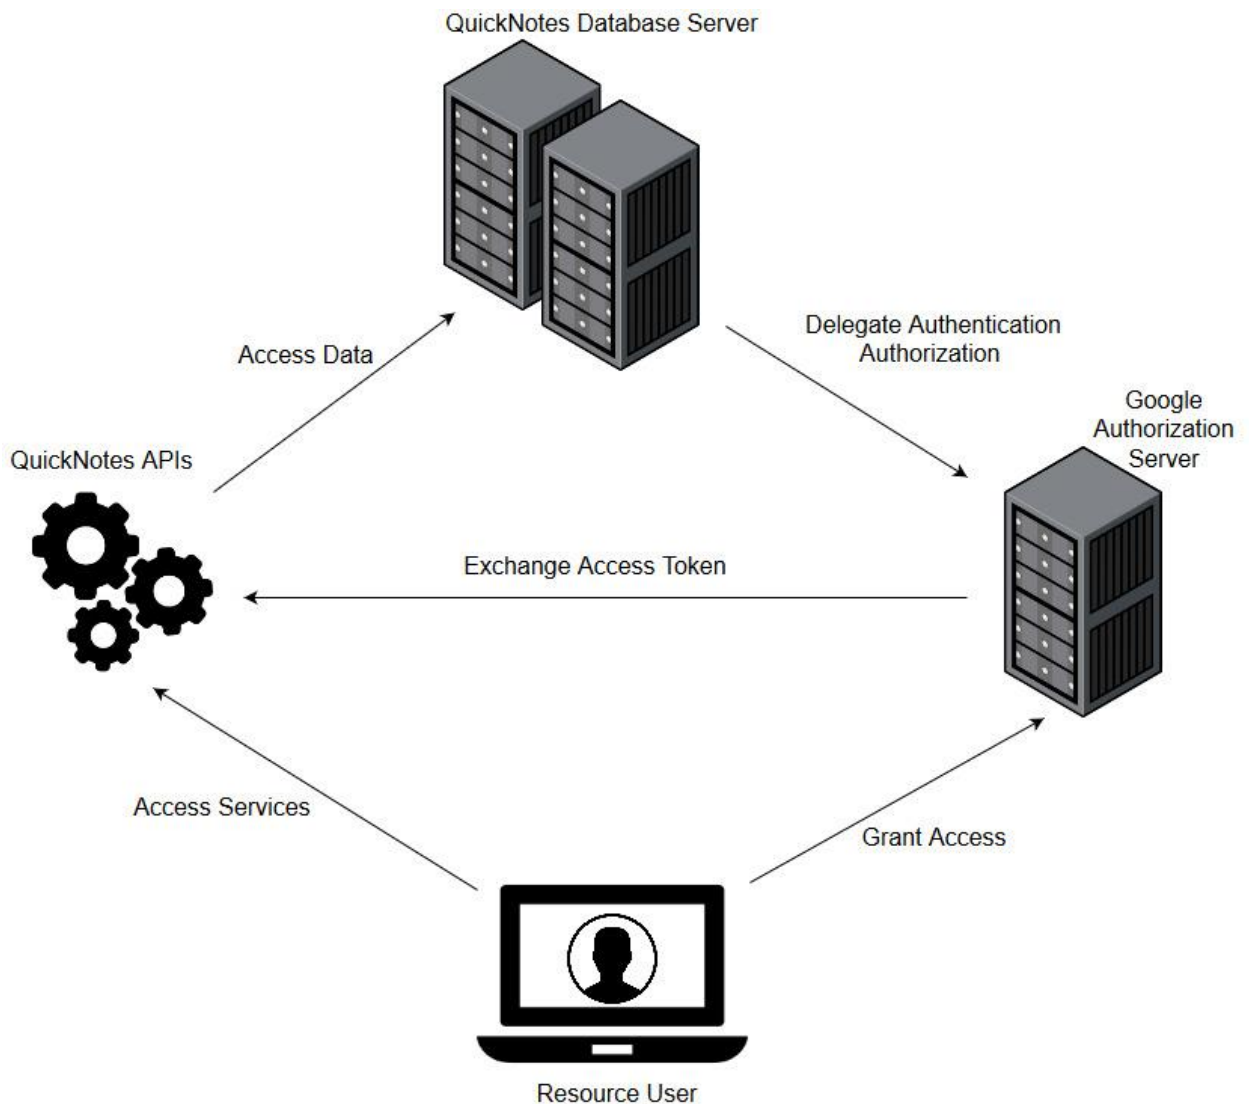 QuickNotes Database Server
Delegate Authentication
Authorization
Access Data
Google
Authorization
Server
QuickNotes APIs
Exchange Access Token
Access Services
Grant Access
Resource User